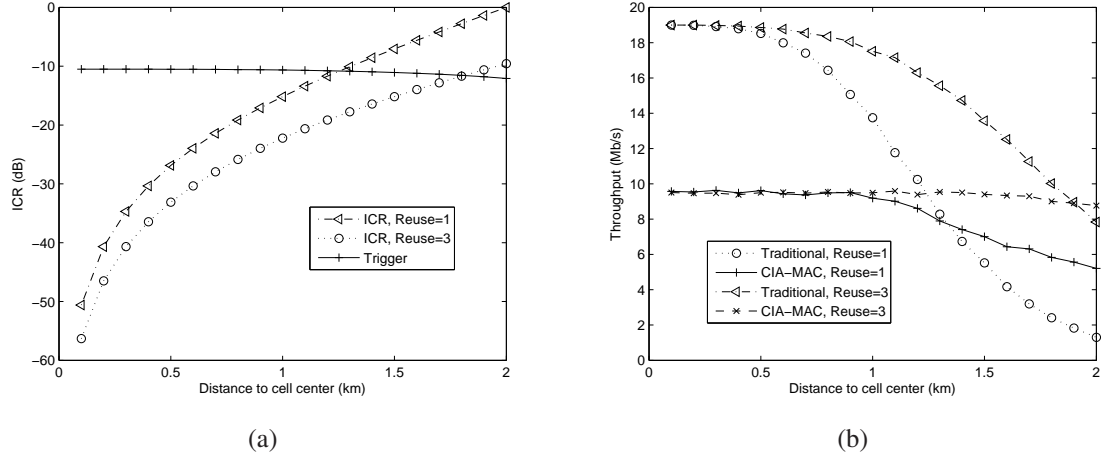 0
−10
−20
−30
−40
−50
−60
0
0.5
1
1.5
2
ICR (dB)
Distance to cell center (km)
ICR, Reuse=1
ICR, Reuse=3
Trigger
(a)
20
18
16
14
12
10
8
6
4
2
0
0
0.5
1
1.5
2
Throughput (Mb/s)
Distance to cell center (km)
Traditional, Reuse=1
CIA−MAC, Reuse=1
Traditional, Reuse=3
CIA−MAC, Reuse=3
(b)